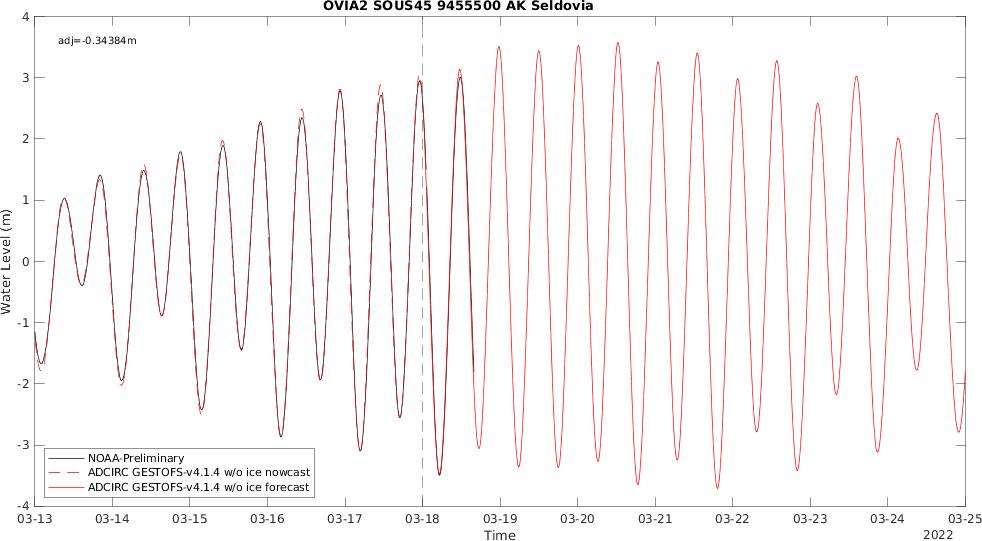 OVIA2 SOUS45 9455500 AK Seldovia
adj=-0.34384m
4
3
2
1
0
-1
-2
-3
-4
Water Level (m)
NOAA-Preliminary
ADCIRC GESTOFS-v4.1.4 w/o ice nowcast
ADCIRC GESTOFS-v4.1.4 w/o ice forecast
03-13 03-14 03-15 03-16 03-17 03-18 03-19 03-20 03-21 03-22 03-23 03-24 03-25
Time
2022